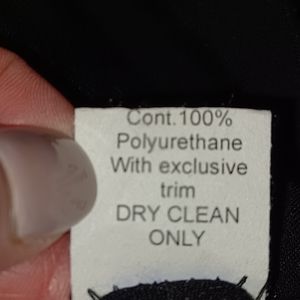 Cont.100%
Polyurethane
With exclusive
trim
DRY CLEAN
ONLY